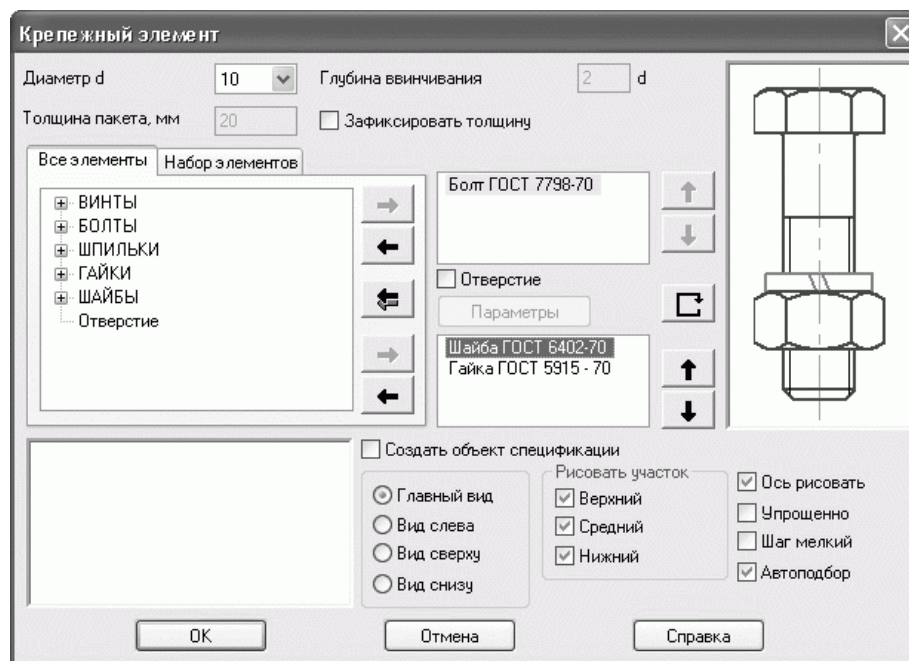 Крепежный элемент
Диаметр d 10 Глубина ввинчивания 2 d
Толщина пакета, мм 20 Зафиксировать толщину
Все элементы Набор элементов
ВИНТЫ
БОЛТЫ
ШПИЛЬКИ
ГАЙКИ
ШАЙБЫ
Отверстие
Болт ГОСТ 7798-70
Отверстие
Параметры
Шайба ГОСТ 6402-70
Гайка ГОСТ 5915 - 70
Создать объект спецификации
Главный вид
Вид слева
Вид сверху
Вид снизу
Рисовать участок
Верхний
Средний
Нижний
Ось рисовать
Упрощенно
Шаг мелкий
Автоподбор
OK Отмена Справка